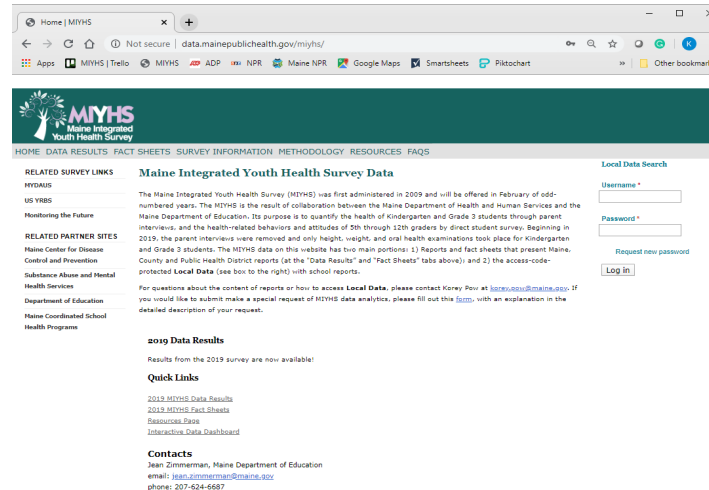 Home | MIYHS
Not secure | data.mainepublichealth.gov/miyhs/
K
Apps MIYHS | Trello MIYHS ADP NPR Maine NPR Google Maps Smartsheets Piktochart » Other bookmar
MIYHS
Maine Integrated
Youth Health Survey
HOME DATA RESULTS FACT SHEETS SURVEY INFORMATION METHODOLOGY RESOURCES FAQS
RELATED SURVEY LINKS
MYDAUS
US YRBS
Monitoring the Future
RELATED PARTNER SITES
Maine Center for Disease
Control and Prevention
Substance Abuse and Mental
Health Services
Department of Education
Maine Coordinated School
Health Programs
Maine Integrated Youth Health Survey Data
The Maine Integrated Youth Health Survey (MIYHS) was first administered in 2009 and will be offered in February of odd-
numbered years. The MIYHS is the result of collaboration between the Maine Department of Health and Human Services and the
Maine Department of Education. Its purpose is to quantify the health of Kindergarten and Grade 3 students through parent
interviews, and the health-related behaviors and attitudes of 5th through 12th graders by direct student survey. Beginning in
2019, the parent interviews were removed and only height, weight, and oral health examinations took place for Kindergarten
and Grade 3 students. The MIYHS data on this website has two main portions: 1) Reports and fact sheets that present Maine,
County and Public Health District reports (at the "Data Results" and "Fact Sheets" tabs above); and 2) the access-code-
protected Local Data (see box to the right) with school reports.
For questions about the content of reports or how to access Local Data, please contact Korey Pow at korey.pow@maine.gov. If
you would like to submit make a special request of MIYHS data analytics, please fill out this form, with an explanation in the
detailed description of your request.
2019 Data Results
Results from the 2019 survey are now available!
Quick Links
2019 MIYHS Data Results
2019 MIYHS Fact Sheets
Resources Page
Interactive Data Dashboard
Contacts
Jean Zimmerman, Maine Department of Education
email: jean.zimmerman@maine.gov
phone: 207-624-6687
Local Data Search
Username *
Password *
Request new password
Log in